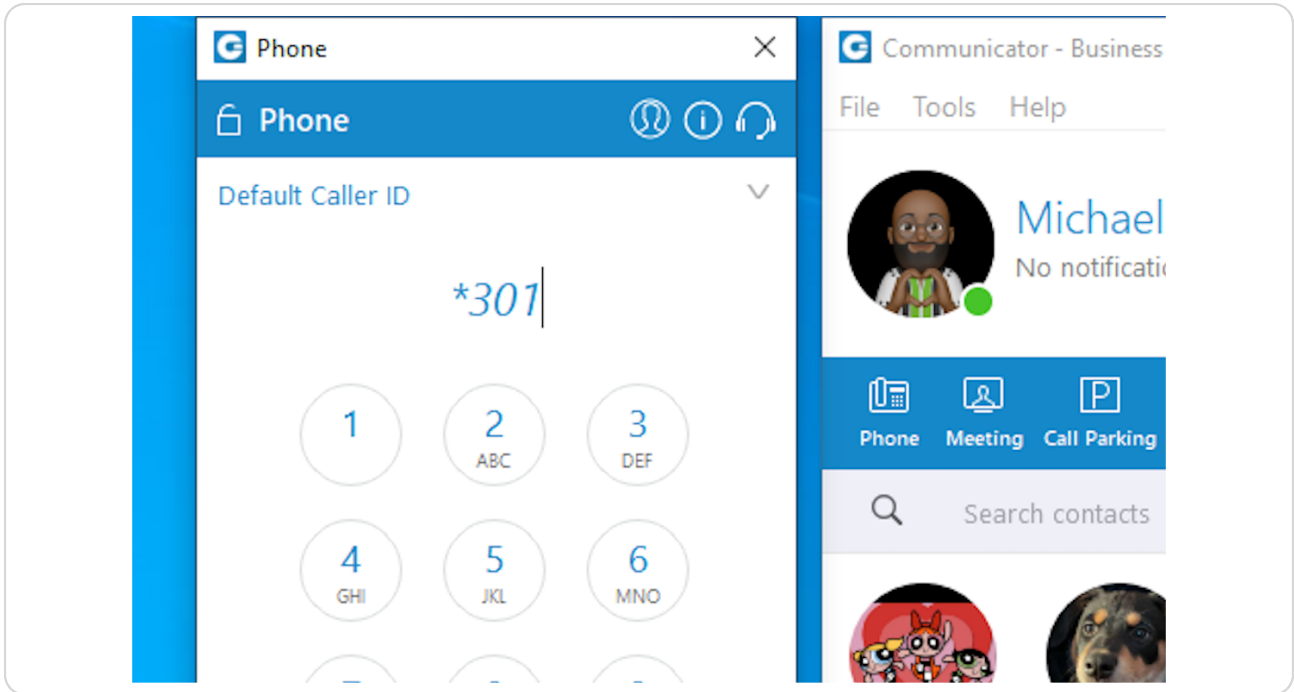 Phone
Phone
Default Caller ID
*301
1
2
ABC
3
DEF
4
GHI
5
JKL
6
MNO
Communicator - Business
File Tools Help
Michael
No
P
Phone Meeting Call Parking
Search contacts